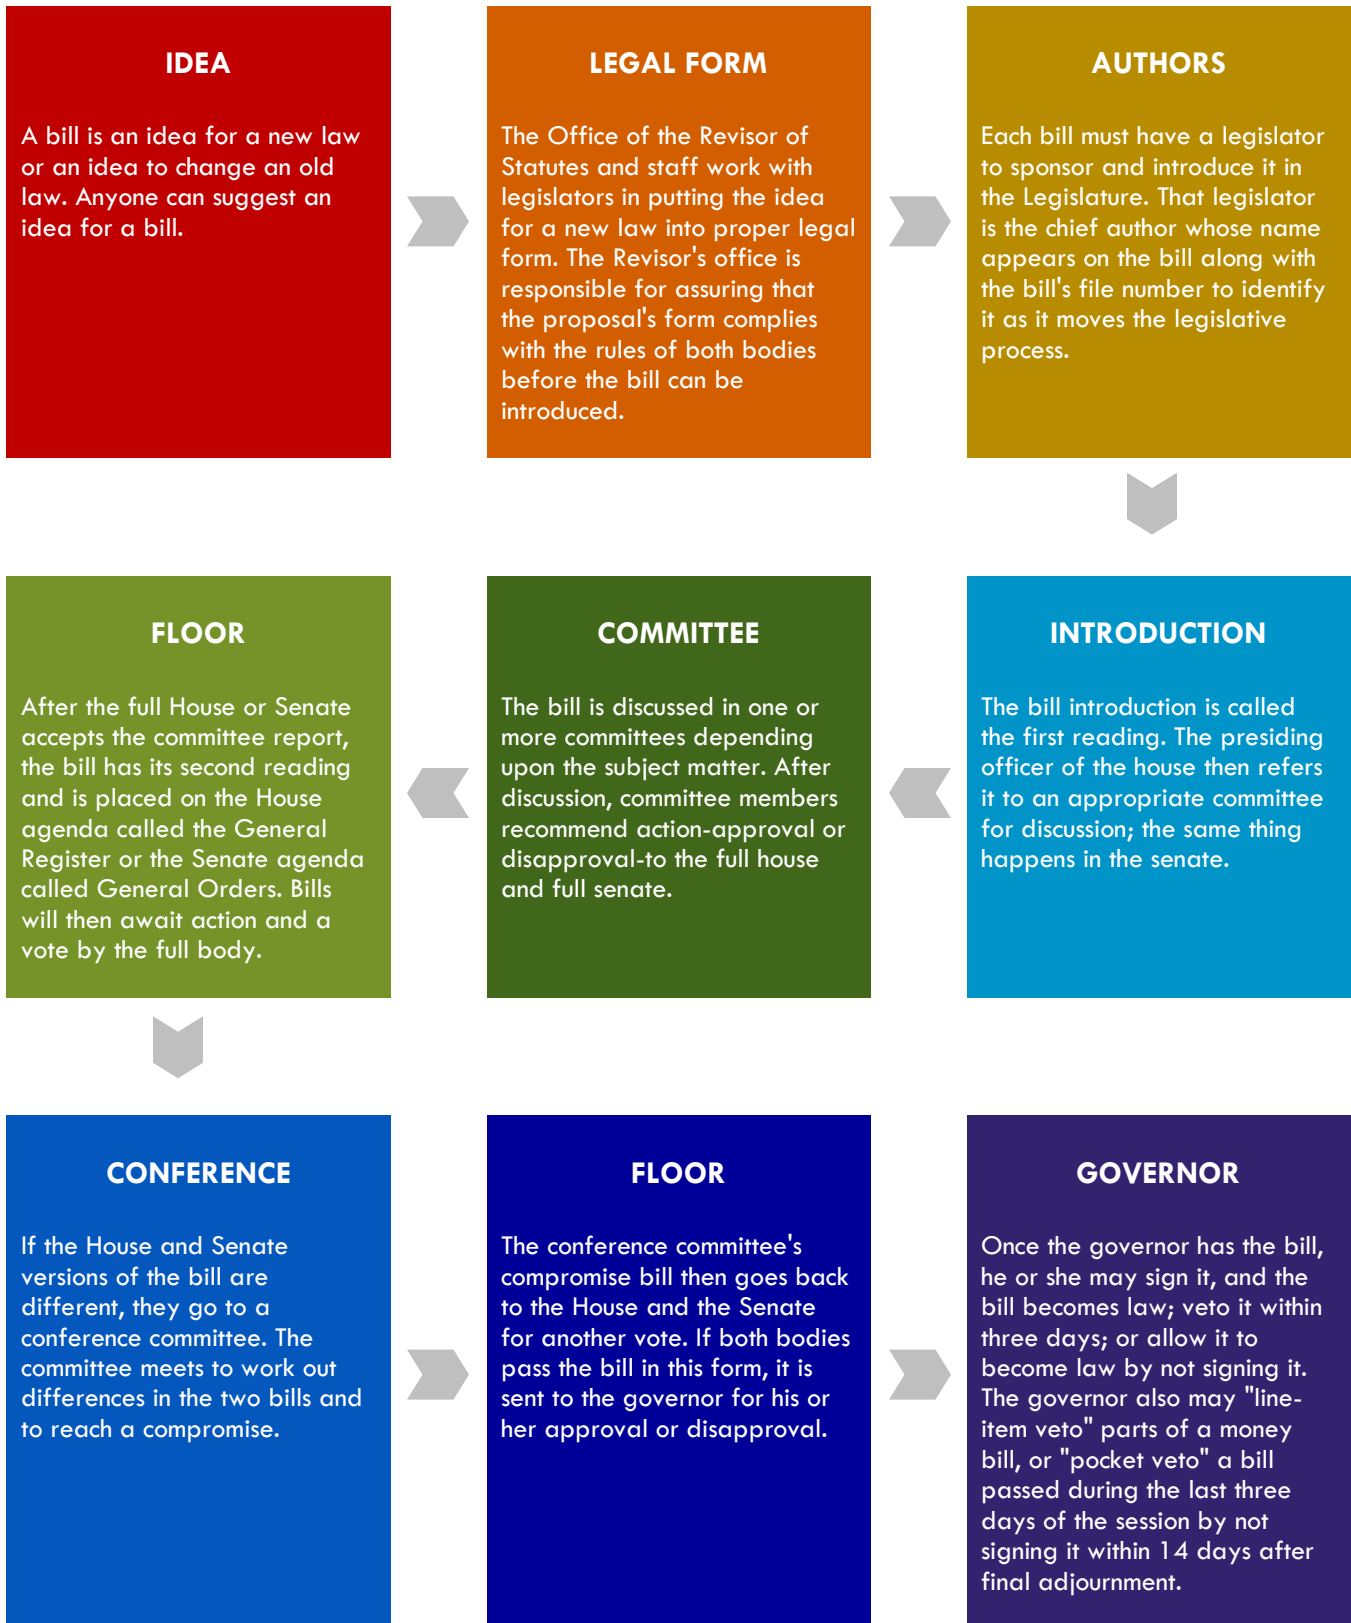 IDEA
A bill is an idea for a new law
or an idea to change an old
law. Anyone can suggest an
idea for a bill.
LEGAL FORM
The Office of the Revisor of
Statutes and staff work with
legislators in putting the idea
for a new law into proper legal
form. The Revisor's office is
responsible for assuring that
the proposal's form complies
with the rules of both bodies
before the bill can be
introduced.
AUTHORS
Each bill must have a legislator
to sponsor and introduce it in
the Legislature. That legislator
is the chief author whose name
appears on the bill along with
the bill's file number to identify
it as it moves the legislative
process.
INTRODUCTION
The bill introduction is called
the first reading. The presiding
officer of the house then refers
it to an appropriate committee
for discussion; the same thing
happens in the senate.
COMMITTEE
The bill is discussed in one or
more committees depending
upon the subject matter. After
discussion, committee members
recommend action-approval or
disapproval-to the full house
and full senate.
FLOOR
After the full House or Senate
accepts the committee report,
the bill has its second reading
and is placed on the House
agenda called the General
Register or the Senate agenda
called General Orders. Bills
will then await action and a
vote by the full body.
CONFERENCE
If the House and Senate
versions of the bill are
different, they go to a
conference committee. The
committee meets to work out
differences in the two bills and
to reach a compromise.
FLOOR
The conference committee's
compromise bill then goes back
to the House and the Senate
for another vote. If both bodies
pass the bill in this form, it is
sent to the governor for his or
her approval or disapproval.
GOVERNOR
Once the governor has the bill,
he or she may sign it, and the
bill becomes law; veto it within
three days; or allow it to
become law by not signing it.
The governor also may "line-
item veto" parts of a money
bill, or "pocket veto" a bill
passed during the last three
days of the session by not
signing it within 14 days after
final adjournment.